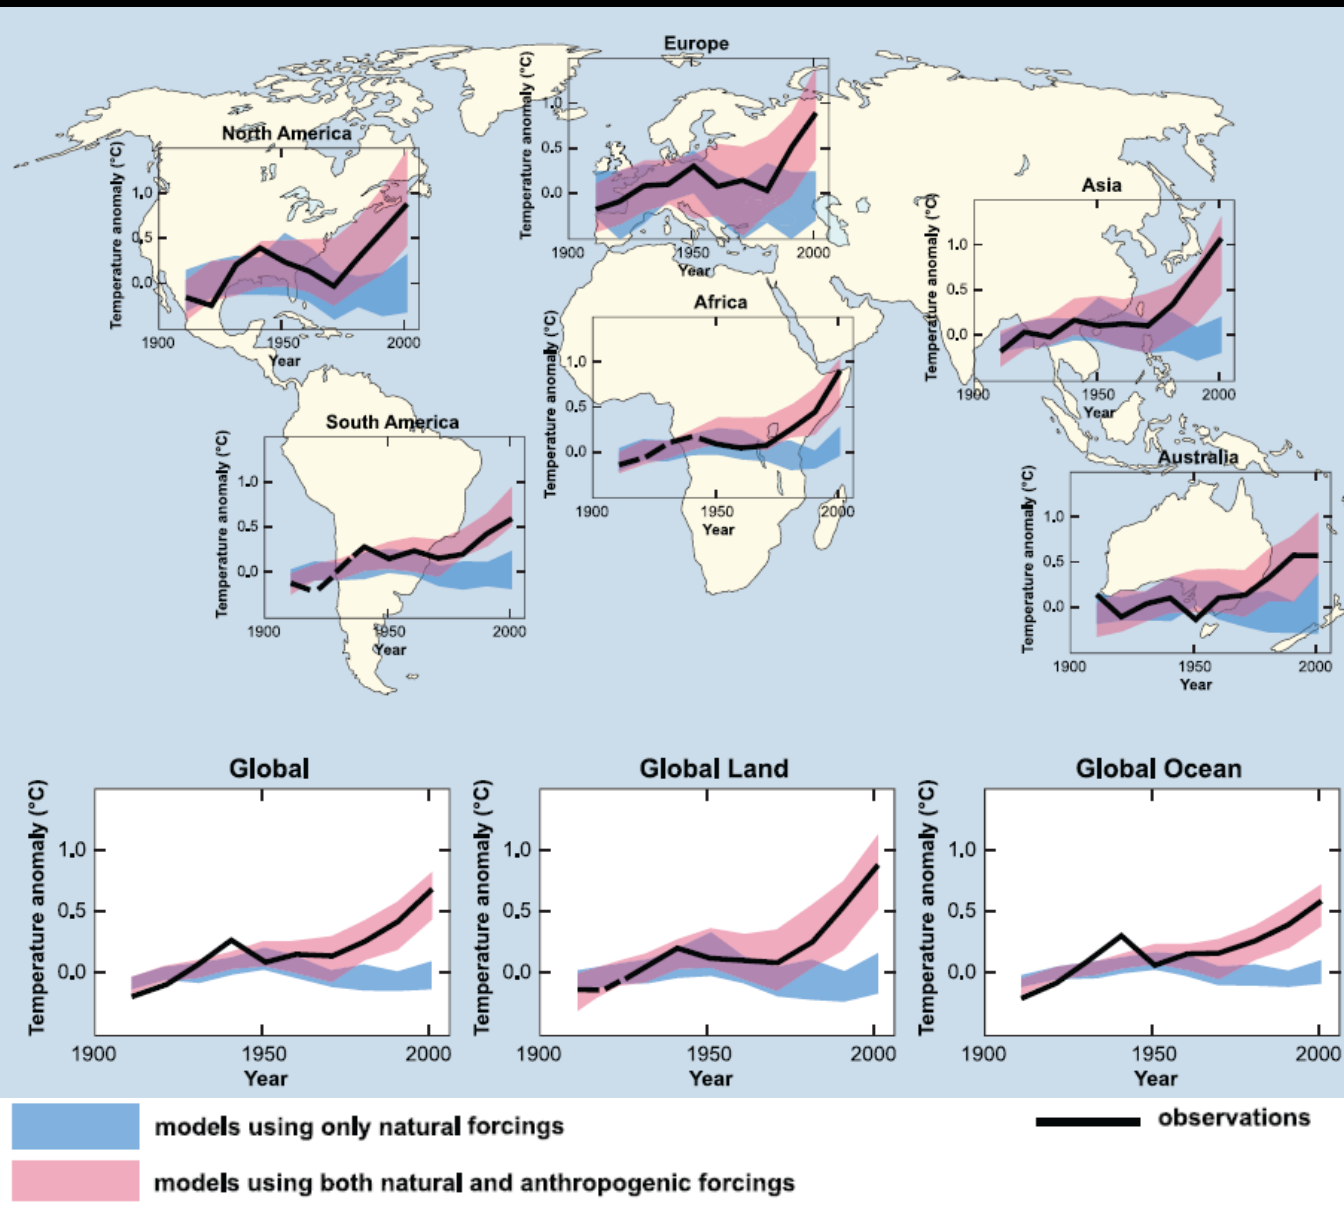 Europe
Temperature anomaly (°C)
1.0
0.5
0.0
1900
1950
2000
Year
North America
Temperature anomaly (°C)
1.0
0.5
0.0
1900
1950
2000
Year
Asia
Temperature anomaly (°C)
1.0
0.5
0.0
1900
1950
2000
Year
Africa
Temperature anomaly (°C)
1.0
0.5
0.0
1900
1950
2000
Year
South America
Temperature anomaly (°C)
1.0
0.5
0.0
1900
1950
2000
Year
Australia
Temperature anomaly (°C)
1.0
0.5
0.0
1900
1950
2000
Year
Global
Temperature anomaly (°C)
1.0
0.5
0.0
1900
1950
2000
Year
Global Land
Temperature anomaly (°C)
1.0
0.5
0.0
1900
1950
2000
Year
Global Ocean
Temperature anomaly (°C)
1.0
0.5
0.0
1900
1950
2000
Year
models using only natural forcings
observations
models using both natural and anthropogenic forcings